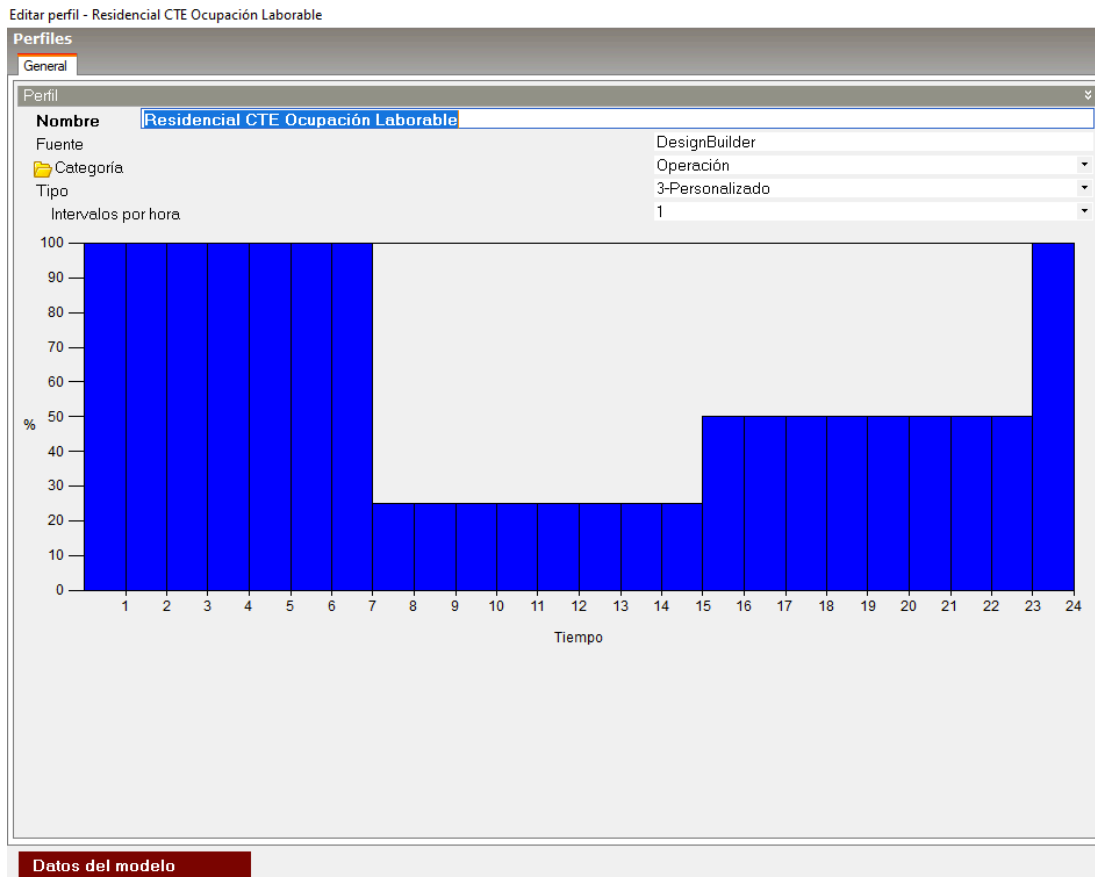 Editar perfil - Residencial CTE Ocupación Laborable
Perfiles
General
Perfil
Nombre Residencial CTE Ocupación Laborable
Fuente DesignBuilder
Categoría Operación
Tipo 3-Personalizado
Intervalos por hora 1
100
90
80
70
60
% 50
40
30
20
10
0
1 2 3 4 5 6 7 8 9 10 11 12 13 14 15 16 17 18 19 20 21 22 23 24
Tiempo
Datos del modelo